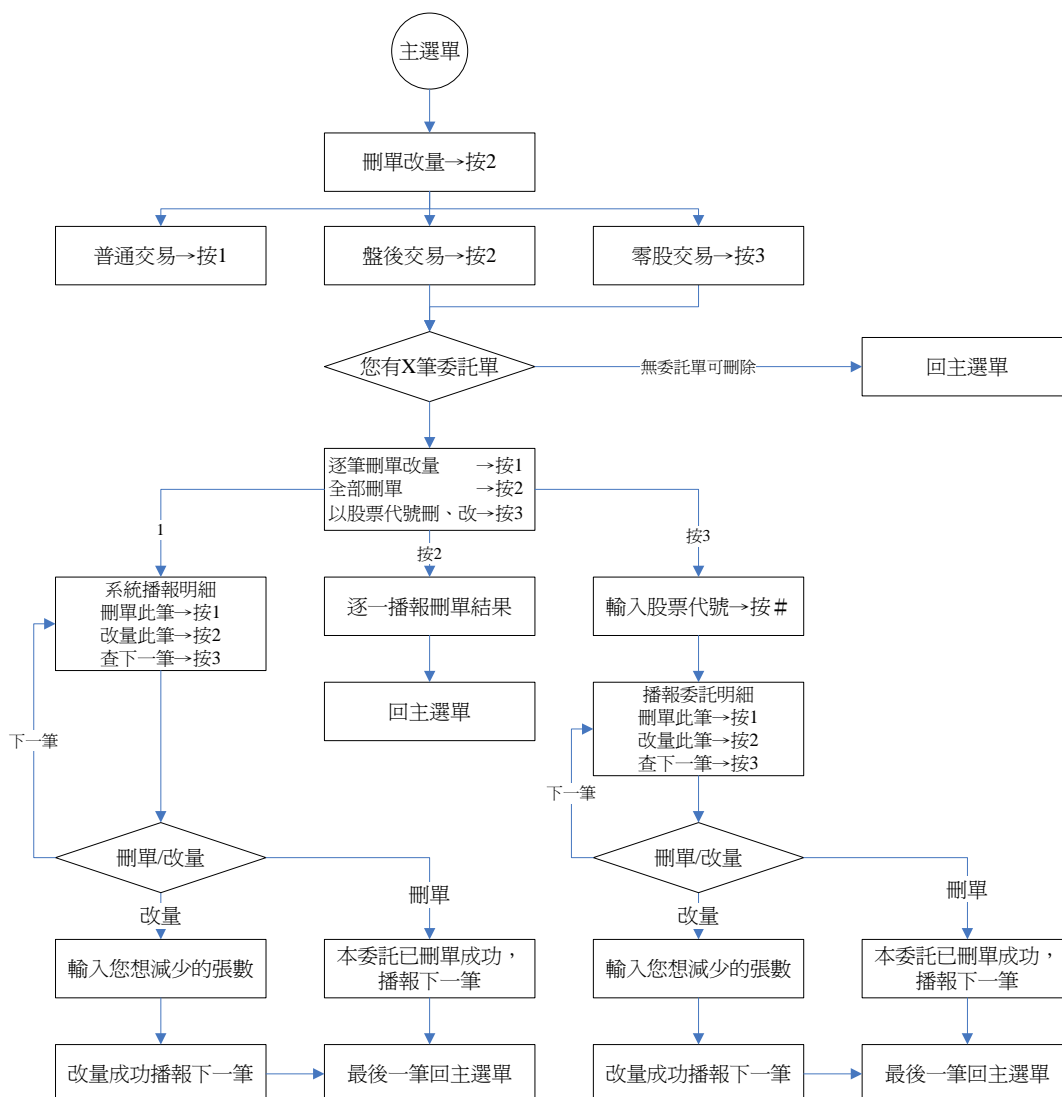 主選單
刪單改量→按2
普通交易→按1
盤後交易→按2
零股交易→按3
您有X筆委託單
無委託單可刪除
回主選單
逐筆刪單改量 →按1
全部刪單 →按2
以股票代號刪、改→按3
1
按2
按3
系統播報明細
刪單此筆→按1
改量此筆→按2
查下一筆→按3
逐一播報刪單結果
輸入股票代號→按＃
回主選單
播報委託明細
刪單此筆→按1
改量此筆→按2
查下一筆→按3
下一筆
下一筆
刪單/改量
刪單/改量
改量
刪單
改量
刪單
輸入您想減少的張數
本委託已刪單成功，
播報下一筆
輸入您想減少的張數
本委託已刪單成功，
播報下一筆
改量成功播報下一筆
最後一筆回主選單
改量成功播報下一筆
最後一筆回主選單